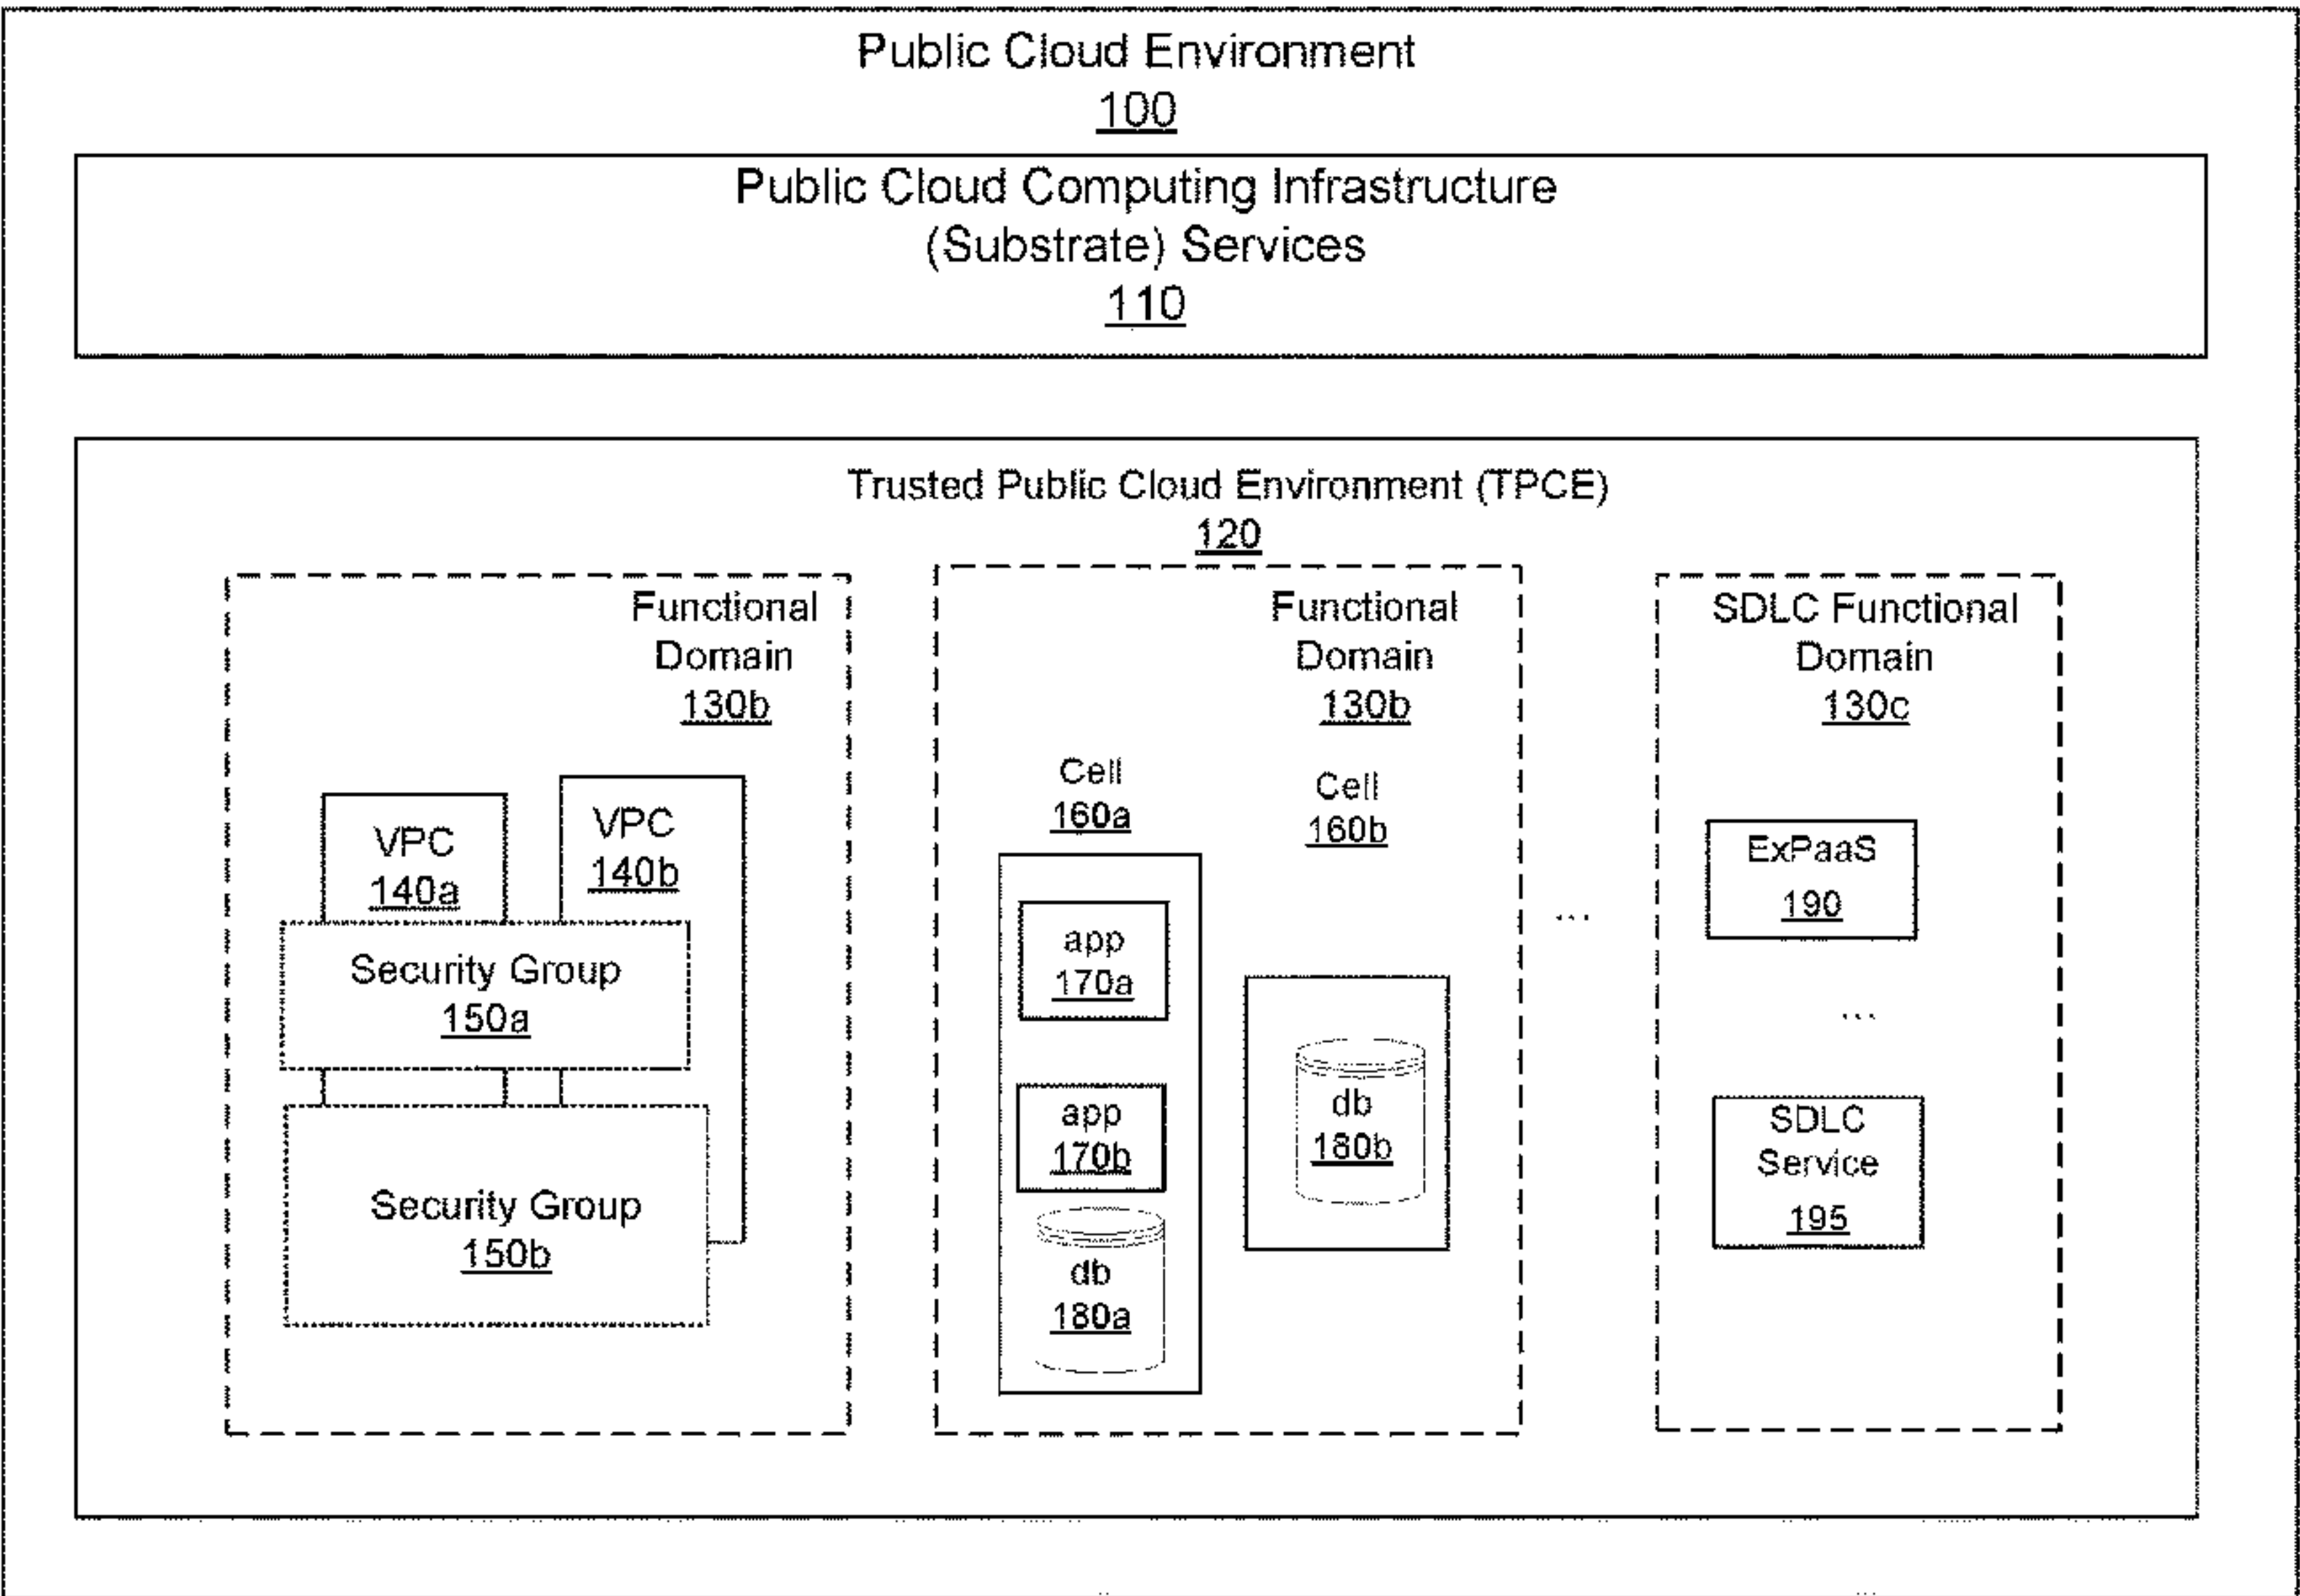 Public Cloud Environment
100
Public Cloud Computing Infrastructure
(Substrate) Services
110
Trusted Public Cloud Environment (TPCE)
120
Functional
Domain
130b
VPC
140a
VPC
140b
Security Group
150a
Security Group
150b
Functional
Domain
130b
Cell
160a
Cell
160b
app
170a
app
170b
db
180a
db
180b
...
SDLC Functional
Domain
130c
ExPaaS
190
...
SDLC
Service
195